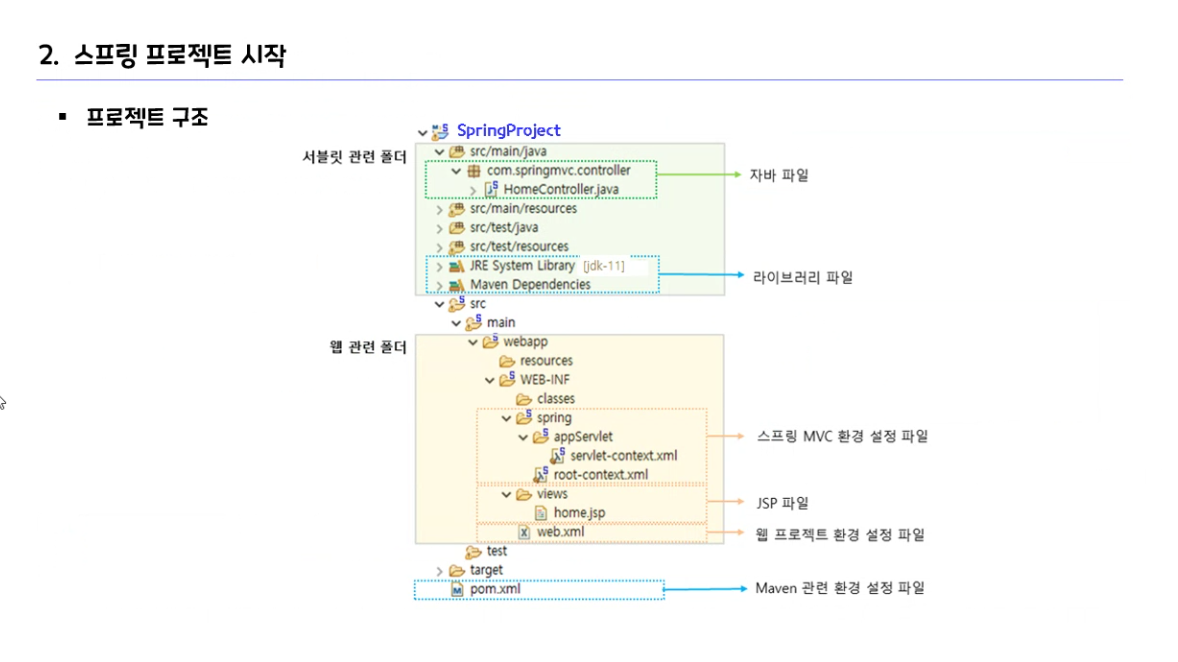 2. 스프링 프로젝트 시작
▪ 프로젝트 구조
SpringProject
서블릿 관련 폴더
src/main/java
com.springmvc.controller
자바 파일
HomeController.java
src/main/resources
src/test/java
src/test/resources
JRE System Library [jdk-11]
라이브러리 파일
Maven Dependencies
src
main
웹 관련 폴더
webapp
resources
WEB-INF
classes
spring
appServlet
스프링 MVC 환경 설정 파일
servlet-context.xml
root-context.xml
views
JSP 파일
home.jsp
web.xml
웹 프로젝트 환경 설정 파일
test
target
pom.xml
Maven 관련 환경 설정 파일